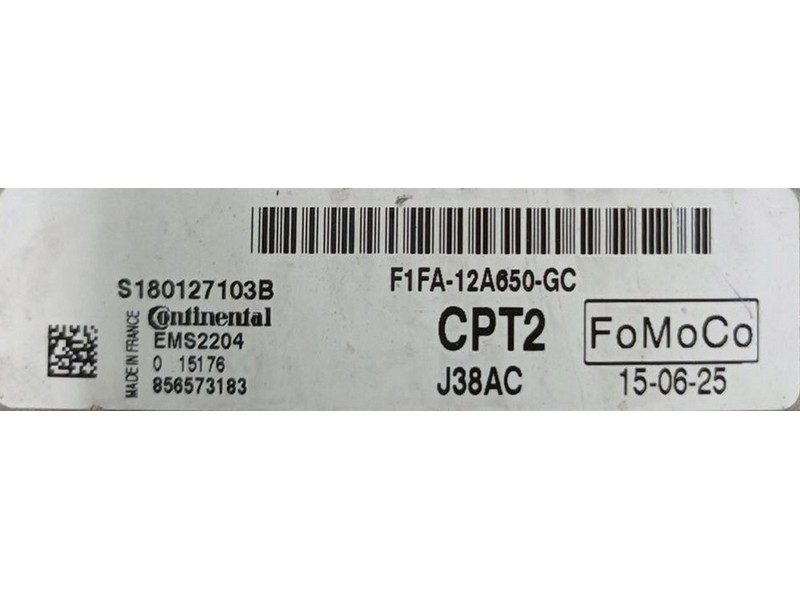 S180127103B
Continental
EMS2204
0 15176
856573183
MADE IN FRANCE
F1FA-12A650-GC
CPT2
FoMoCo
J38AC
15-06-25